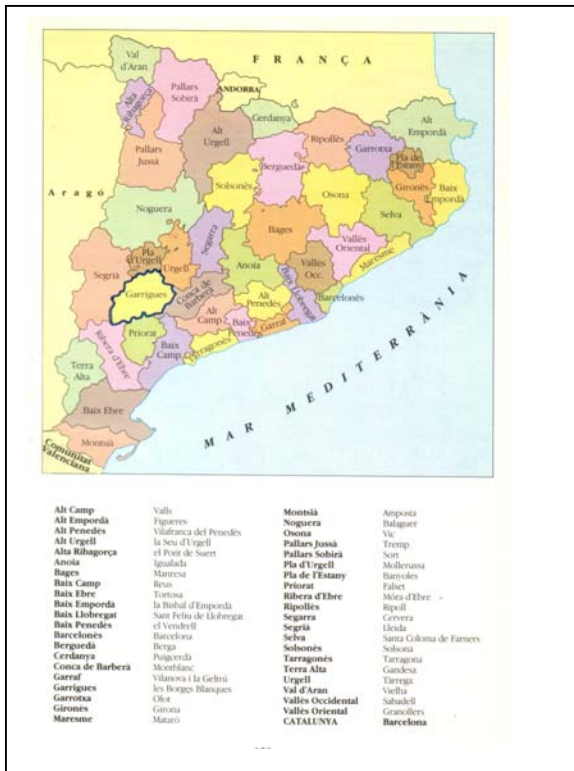 FRANÇA
Val d'Aran
Alta Ribagorça
Pallars Sobirà
ANDORRA
Cerdanya
Pallars Jussà
Alt Urgell
Berguedà
Ripollès
Garrotxa
Alt Empordà
Pla de l'Estany
Aragó
Noguera
Solsonès
Osona
Gironès
Baix Empordà
Selva
Segarra
Bages
Vallès Oriental
Maresme
Segrià
Pla d'Urgell
Urgell
Anoia
Vallès Occ.
Garrigues
Conca de Barberà
Alt Penedès
Baix Llobregat
Barcelonès
Priorat
Alt Camp
Baix Penedès
Garraf
Ribera d'Ebre
Baix Camp
Tarragonès
Terra Alta
Baix Ebre
Montsià
Comunitat Valenciana
MAR MEDITERRÀNIA
Alt Camp Valls
Alt Empordà Figueres
Alt Penedès Vilafranca del Penedès
Alt Urgell la Seu d'Urgell
Alta Ribagorça el Pont de Suert
Anoia Igualada
Bages Manresa
Baix Camp Reus
Baix Ebre Tortosa
Baix Empordà la Bisbal d'Empordà
Baix Llobregat Sant Feliu de Llobregat
Baix Penedès el Vendrell
Barcelonès Barcelona
Berguedà Berga
Cerdanya Puigcerdà
Conca de Barberà Montblanc
Garraf Vilanova i la Geltrú
Garrigues les Borges Blanques
Garrotxa Olot
Gironès Girona
Maresme Mataró
Montsià Amposta
Noguera Balaguer
Osona Vic
Pallars Jussà Tremp
Pallars Sobirà Sort
Pla d'Urgell Mollerussa
Pla de l'Estany Banyoles
Priorat Falset
Ribera d'Ebre Móra d'Ebre
Ripollès Ripoll
Segarra Cervera
Segrià Lleida
Selva Santa Coloma de Farners
Solsonès Solsona
Tarragonès Tarragona
Terra Alta Gandesa
Urgell Tàrrega
Val d'Aran Vielha
Vallès Occidental Sabadell
Vallès Oriental Granollers
CATALUNYA Barcelona